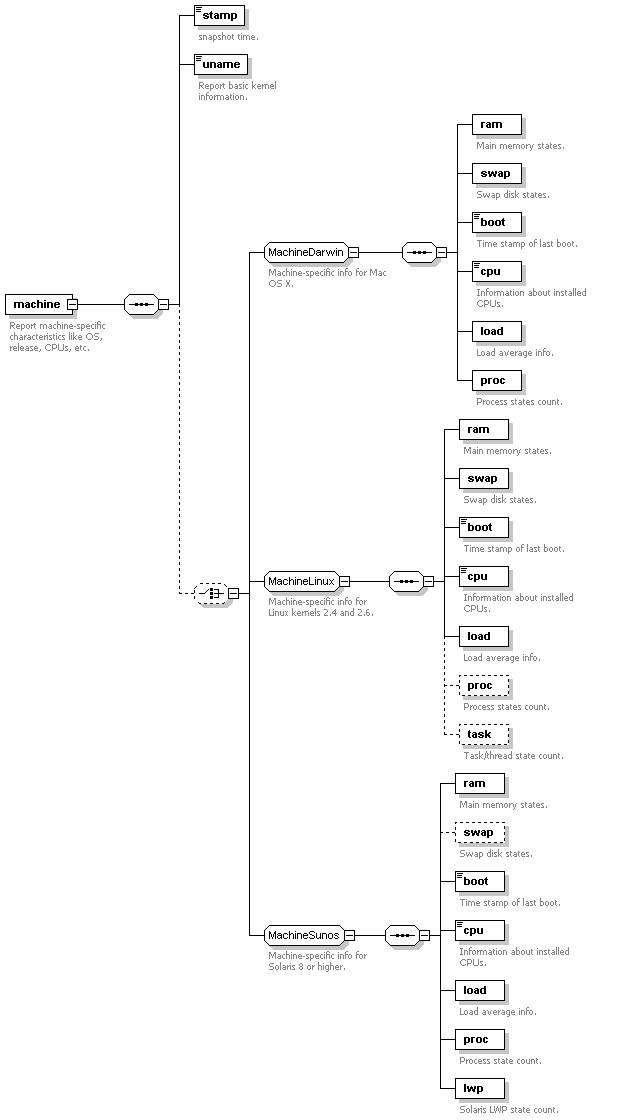 stamp
snapshot time.
uname
Report basic kernel
information.
machine
Report machine-specific
characteristics like OS,
release, CPUs, etc.
MachineDarwin
Machine-specific info for Mac
OS X.
ram
Main memory states.
swap
Swap disk states.
boot
Time stamp of last boot.
cpu
Information about installed
CPUs.
load
Load average info.
proc
Process states count.
MachineLinux
Machine-specific info for
Linux kernels 2.4 and 2.6.
ram
Main memory states.
swap
Swap disk states.
boot
Time stamp of last boot.
cpu
Information about installed
CPUs.
load
Load average info.
proc
Process states count.
task
Task/thread state count.
MachineSunos
Machine-specific info for
Solaris 8 or higher.
ram
Main memory states.
swap
Swap disk states.
boot
Time stamp of last boot.
cpu
Information about installed
CPUs.
load
Load average info.
proc
Process state count.
lwp
Solaris LWP state count.